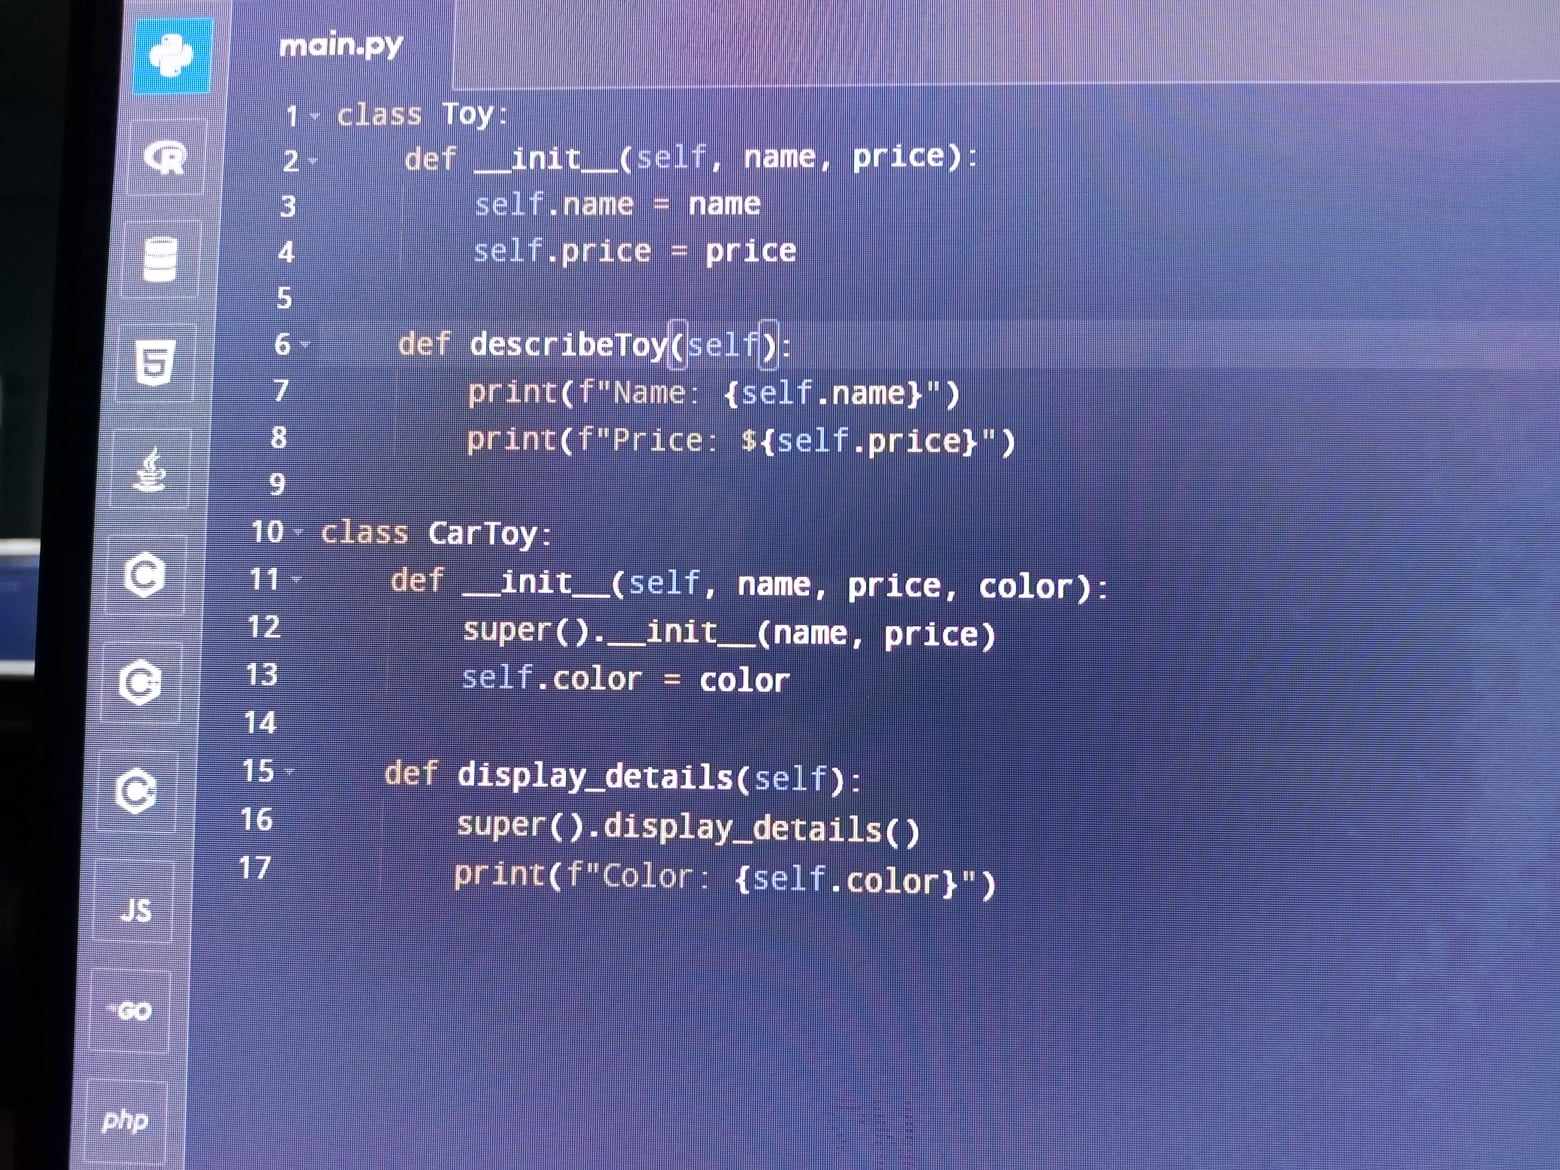 main.py
1 class Toy:
2     def __init__(self, name, price):
3         self.name = name
4         self.price = price
5
6     def describeToy(self):
7         print(f"Name: {self.name}")
8         print(f"Price: ${self.price}")
9
10 class CarToy:
11     def __init__(self, name, price, color):
12         super().__init__(name, price)
13         self.color = color
14
15     def display_details(self):
16         super().display_details()
17         print(f"Color: {self.color}")
R
5
C
C
C
JS
GO
php